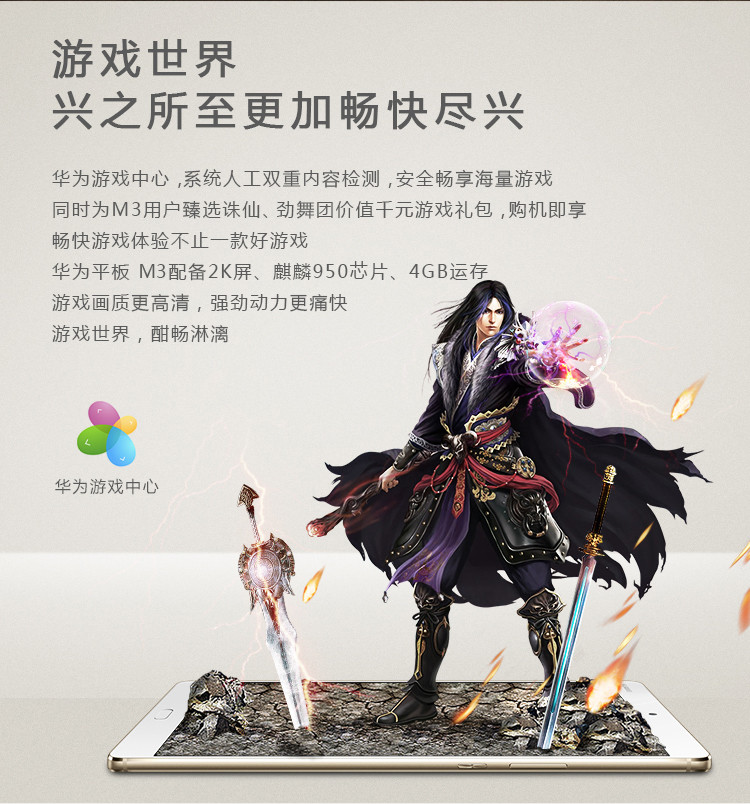 游戏世界
兴之所至更加畅快尽兴
华为游戏中心 ,系统人工双重内容检测 ,安全畅享海量游戏
同时为M3用户臻选诛仙、劲舞团价值千元游戏礼包 ,购机即享
畅快游戏体验不止一款好游戏
华为平板 M3配备2K屏、麒麟950芯片、4GB运存
游戏画质更高清，强劲动力更痛快
游戏世界，酣畅淋漓
华为游戏中心